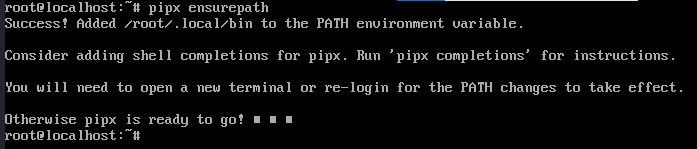 root@localhost:~# pipx ensurepath
Success! Added /root/.local/bin to the PATH environment variable.
Consider adding shell completions for pipx. Run 'pipx completions' for instructions.
You will need to open a new terminal or re-login for the PATH changes to take effect.
Otherwise pipx is ready to go! ■ ■ ■
root@localhost:~#